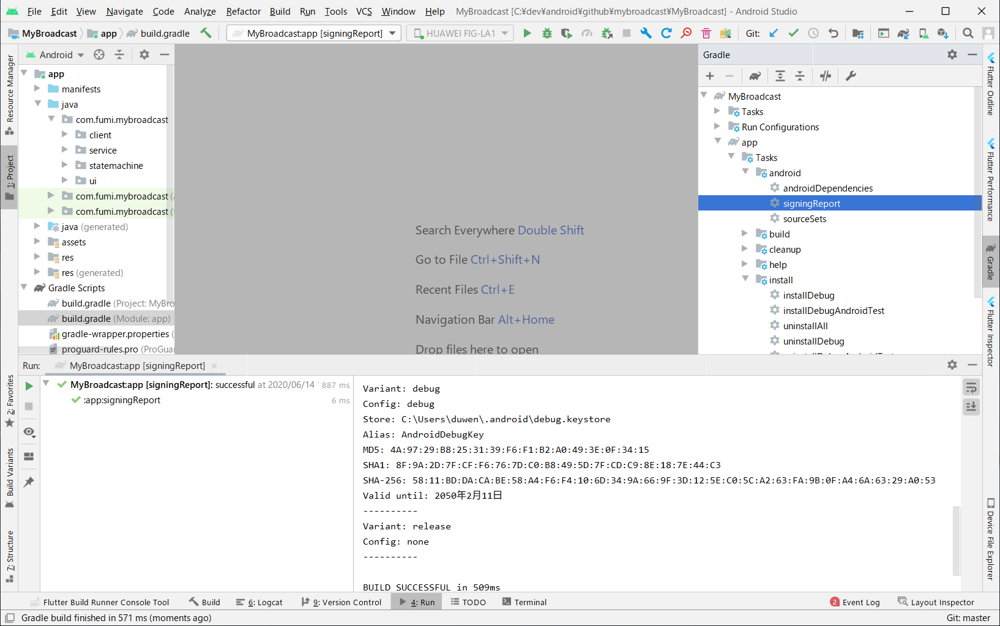 File Edit View Navigate Code Analyze Refactor Build Run Tools VCS Window Help MyBroadcast [C:¥dev¥android¥github¥mybroadcast¥MyBroadcast] - Android Studio
MyBroadcast app build.gradle MyBroadcast:app [signingReport] HUAWEI FIG-LA1 Git:
Resource Manager
1: Project
2: Favorites
Build Variants
7: Structure
Android
app
manifests
java
com.fumi.mybroadcast
client
service
statemachine
ui
com.fumi.mybroadcast
com.fumi.mybroadcast
java (generated)
assets
res
res (generated)
Gradle Scripts
build.gradle (Project: MyBro
build.gradle (Module: app)
gradle-wrapper.properties (
proguard-rules.pro (ProGuar
Search Everywhere Double Shift
Go to File Ctrl+Shift+N
Recent Files Ctrl+E
Navigation Bar Alt+Home
Drop files here to open
Gradle
MyBroadcast
Tasks
Run Configurations
app
Tasks
android
androidDependencies
signingReport
sourceSets
build
cleanup
help
install
installDebug
installDebugAndroidTest
uninstallAll
uninstallDebug
Flutter Outline
Flutter Performance
Gradle
Flutter Inspector
Device File Explorer
Run: MyBroadcast:app [signingReport]
MyBroadcast:app [signingReport]: successful at 2020/06/14 887 ms
:app:signingReport 6 ms
Variant: debug
Config: debug
Store: C:\Users\duwen\.android\debug.keystore
Alias: AndroidDebugKey
MD5: 4A:97:29:B8:25:31:39:F6:F1:B2:A0:49:3E:0F:34:15
SHA1: 8F:9A:2D:7F:CF:F6:76:7D:C0:B8:49:5D:7F:CD:C9:8E:18:7E:44:C3
SHA-256: 58:11:BD:DA:CA:BE:58:A4:F6:F4:10:6D:34:9A:66:9F:3D:12:5E:C0:5C:A2:63:FA:9B:0F:A4:6A:63:29:A0:53
Valid until: 2050年2月11日
----------
Variant: release
Config: none
----------
BUILD SUCCESSFUL in 509ms
Flutter Build Runner Console Tool Build 6: Logcat 9: Version Control 4: Run TODO Terminal 2 Event Log Layout Inspector
Gradle build finished in 571 ms (moments ago) Git: master